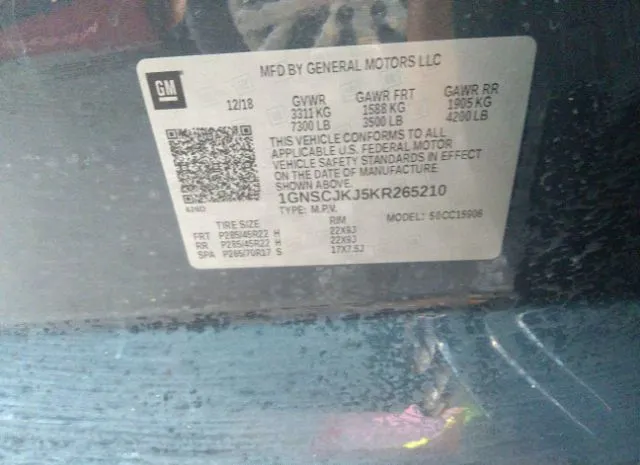 MFD BY GENERAL MOTORS LLC
GM
12/18 GVWR GAWR FRT GAWR RR
3311 KG 1588 KG 1905 KG
7300 LB 3500 LB 4200 LB
THIS VEHICLE CONFORMS TO ALL
APPLICABLE U.S. FEDERAL MOTOR
VEHICLE SAFETY STANDARDS IN EFFECT
ON THE DATE OF MANUFACTURE
SHOWN ABOVE.
1GNSCJKJ5KR265210
TYPE: M.P.V. MODEL:
TIRE SIZE RIM
FRT P285/45R22 H 22X9J
RR P285/45R22 H 22X9J
SPA P265/70R17 S 17X7.5J